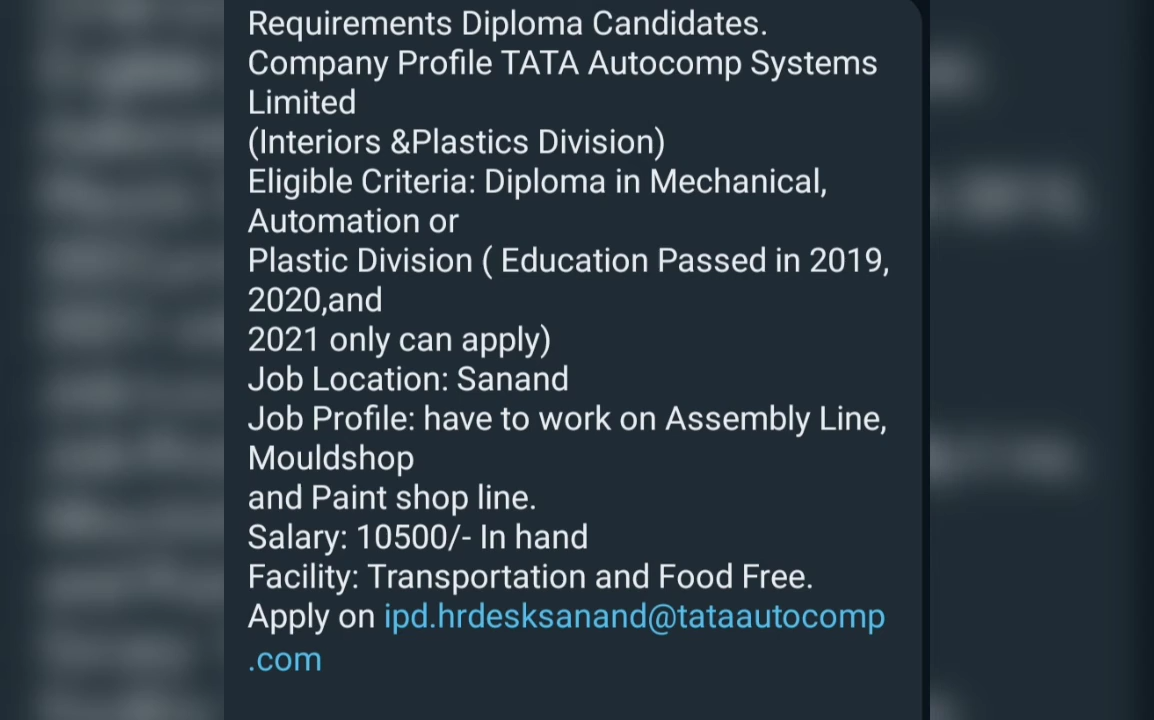 Requirements Diploma Candidates.
Company Profile TATA Autocomp Systems
Limited
(Interiors &Plastics Division)
Eligible Criteria: Diploma in Mechanical,
Automation or
Plastic Division ( Education Passed in 2019,
2020,and
2021 only can apply)
Job Location: Sanand
Job Profile: have to work on Assembly Line,
Mouldshop
and Paint shop line.
Salary: 10500/- In hand
Facility: Transportation and Food Free.
Apply on ipd.hrdesksanand@tataautocomp
.com